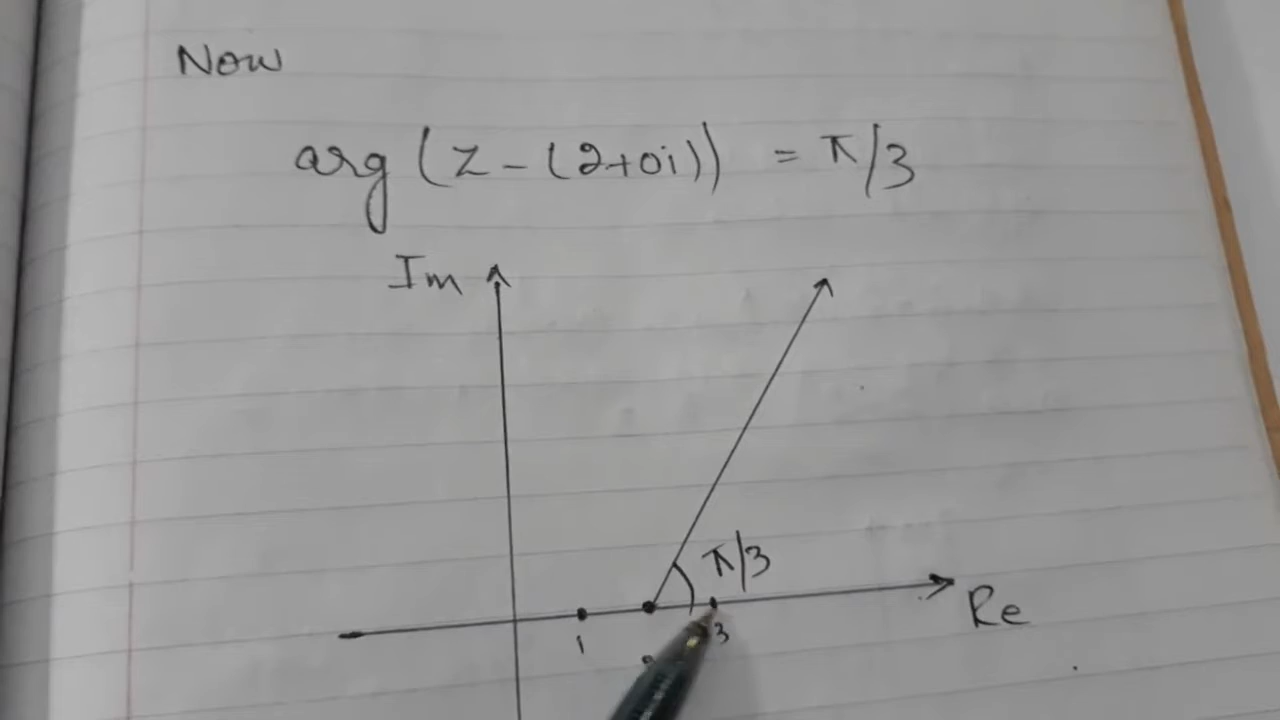 Now
arg (z - (2+0i)) = π/3
Im
π/3
Re
1 3